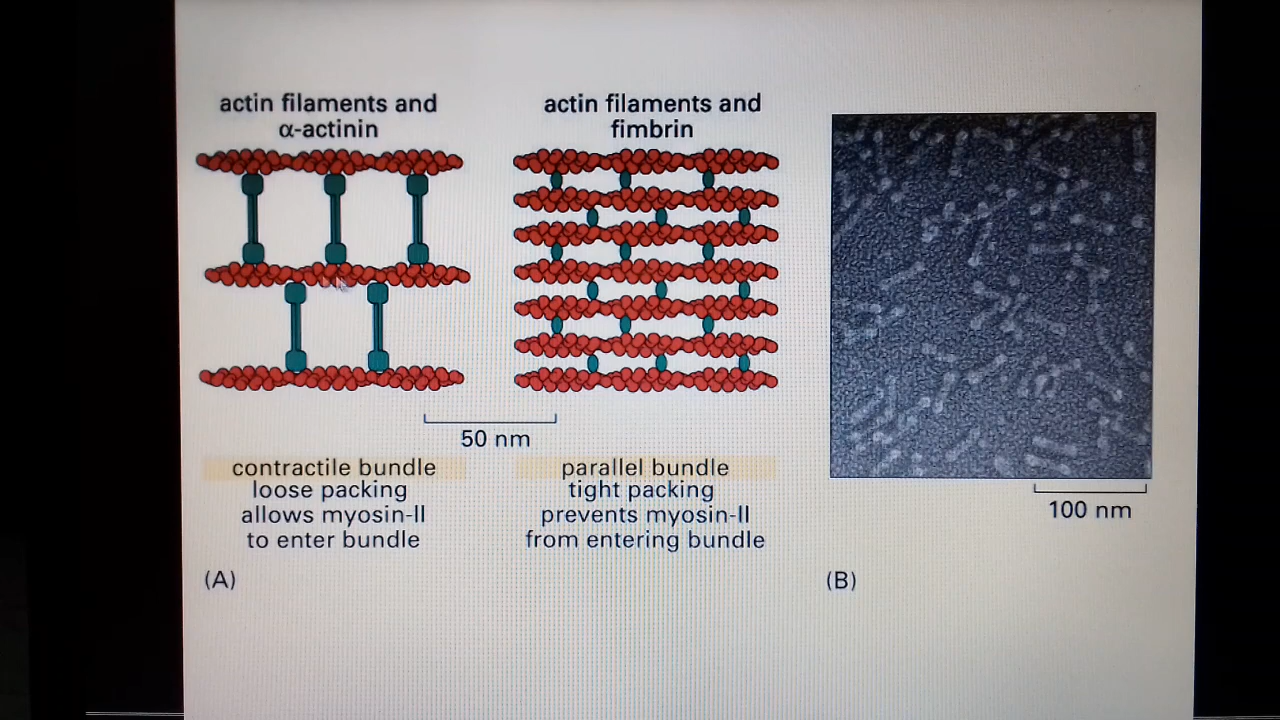 actin filaments and
α-actinin
actin filaments and
fimbrin
50 nm
contractile bundle
loose packing
allows myosin-II
to enter bundle
parallel bundle
tight packing
prevents myosin-II
from entering bundle
100 nm
(A)
(B)